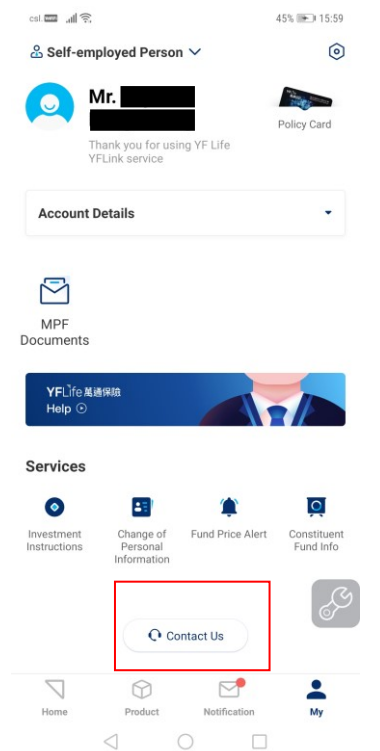 csl. 45% 15:59
Self-employed Person
Mr.
Policy Card
Thank you for using YF Life
YFLink service
Account Details
MPF
Documents
YFLife 萬通保險
Help
Services
Investment
Instructions
Change of
Personal
Information
Fund Price Alert
Constituent
Fund Info
Contact Us
Home Product Notification My